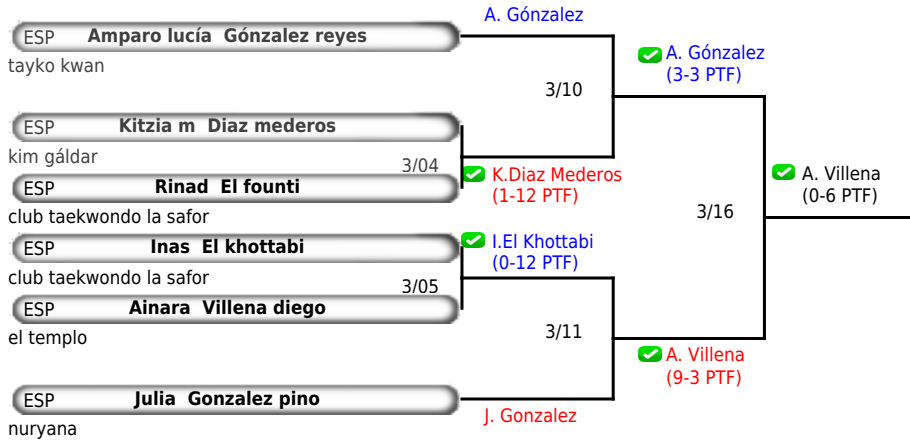 A. Gónzalez
ESP Amparo lucía Gónzalez reyes
tayko kwan
A. Gónzalez
(3-3 PTF)
3/10
ESP Kitzia m Diaz mederos
kim gáldar
3/04
K.Diaz Mederos
(1-12 PTF)
ESP Rinad El founti
club taekwondo la safor
A. Villena
(0-6 PTF)
3/16
ESP Inas El khottabi
club taekwondo la safor
I.El Khottabi
(0-12 PTF)
3/05
ESP Ainara Villena diego
el templo
3/11
A. Villena
(9-3 PTF)
ESP Julia Gonzalez pino
nuryana
J. Gonzalez